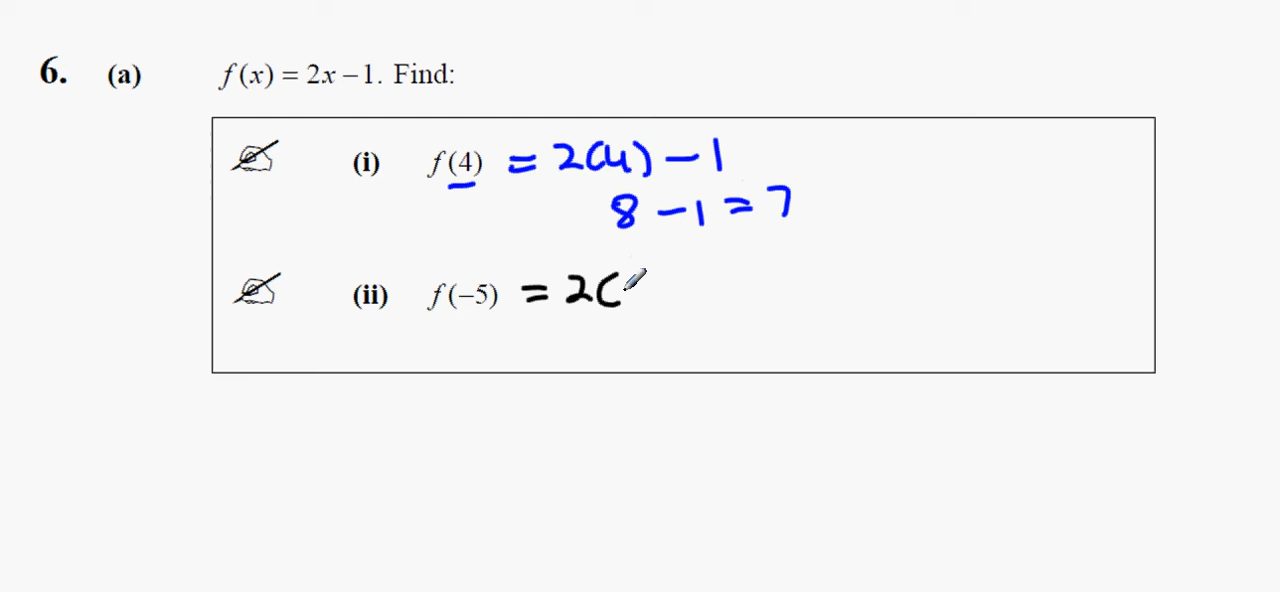 6. (a) f(x) = 2x − 1. Find:
(i) f(4) = 2(4) − 1
8 − 1 = 7
(ii) f(−5) = 2(